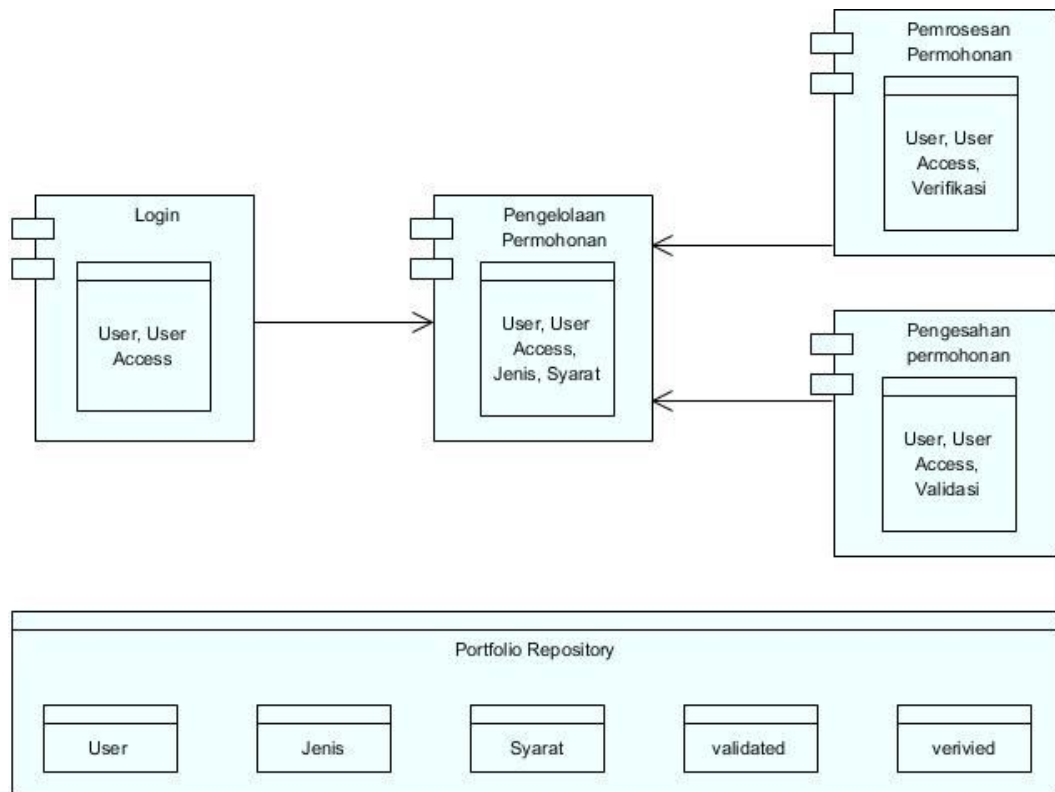 Pemrosesan
Permohonan
User, User
Access,
Verifikasi
Login
User, User
Access
Pengelolaan
Permohonan
User, User
Access,
Jenis, Syarat
Pengesahan
permohonan
User, User
Access,
Validasi
Portfolio Repository
User
Jenis
Syarat
validated
verivied